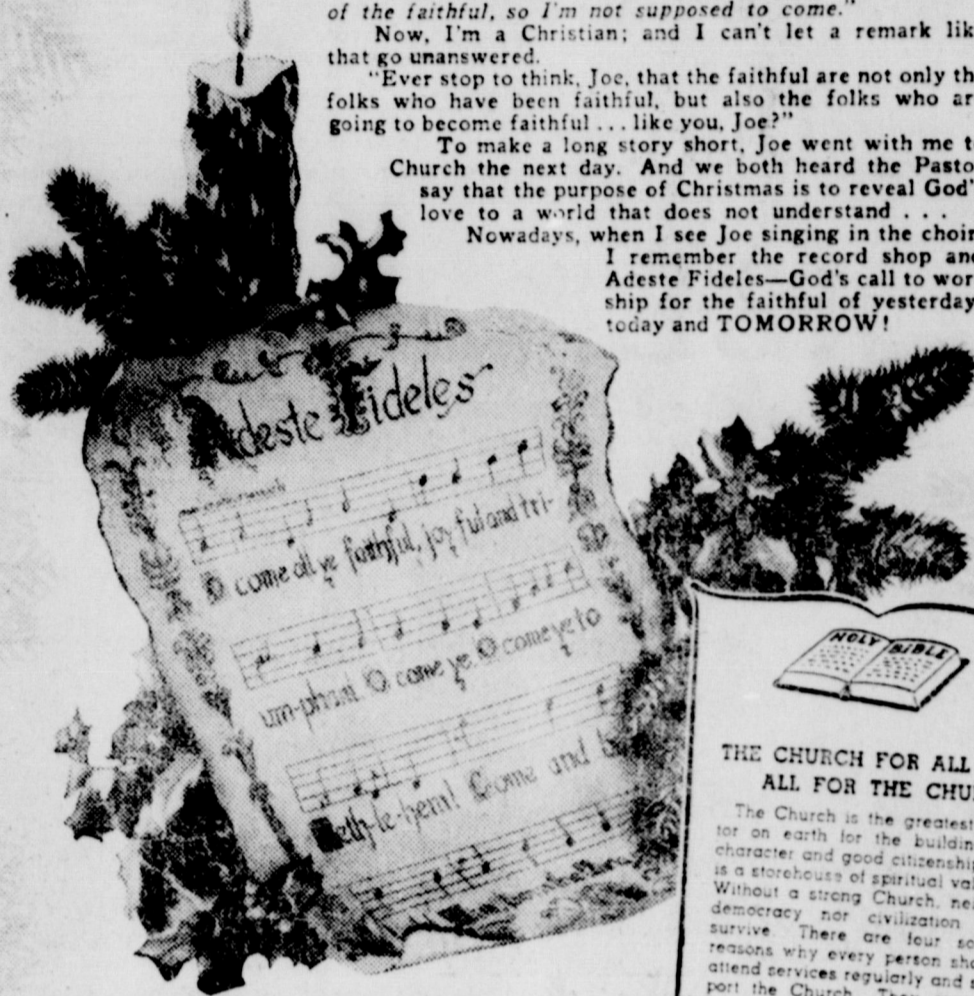 of the faithful, so I'm not supposed to come."
Now, I'm a Christian; and I can't let a remark lik
that go unanswered.
"Ever stop to think, Joe, that the faithful are not only th
folks who have been faithful, but also the folks who ar
going to become faithful ... like you, Joe?"
To make a long story short, Joe went with me t
Church the next day. And we both heard the Pasto
say that the purpose of Christmas is to reveal God'
love to a world that does not understand . . .
Nowadays, when I see Joe singing in the choir
I remember the record shop an
Adeste Fideles—God's call to wor
ship for the faithful of yesterday
today and TOMORROW!
Adeste Fideles
O come all ye faithful, joyful and tri-
um-phant O come ye O come ye to
Beth-le-hem! Come and b
HOLY BIBLE
THE CHURCH FOR ALL
ALL FOR THE CHU
The Church is the greatest
tor on earth for the buildin
character and good citizenship
is a storehouse of spiritual va
Without a strong Church, ne
democracy nor civilization
survive. There are four so
reasons why every person sho
attend services regularly and s
port the Church. The